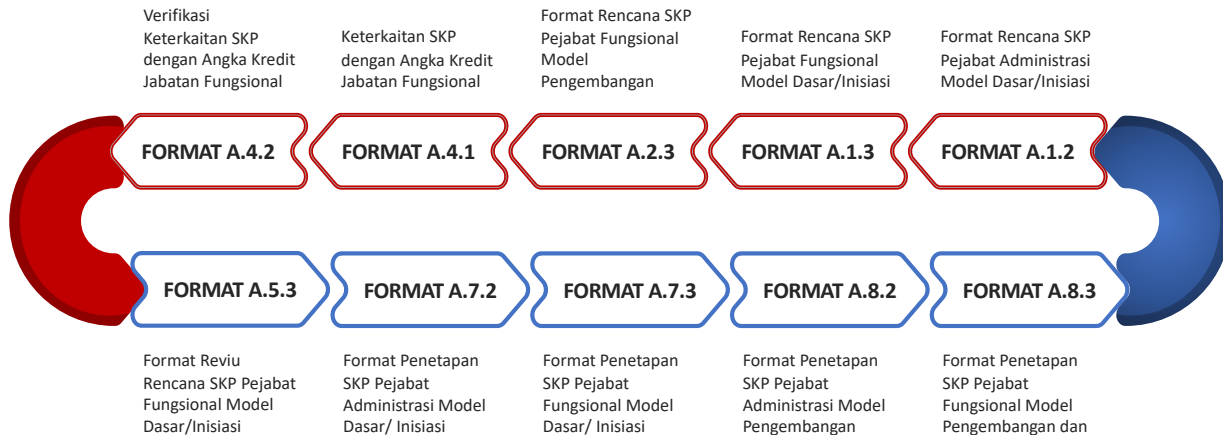 Verifikasi
Keterkaitan SKP
dengan Angka Kredit
Jabatan Fungsional
Keterkaitan SKP
dengan Angka Kredit
Jabatan Fungsional
Format Rencana SKP
Pejabat Fungsional
Model
Pengembangan
Format Rencana SKP
Pejabat Fungsional
Model Dasar/Inisiasi
Format Rencana SKP
Pejabat Administrasi
Model Dasar/Inisiasi
FORMAT A.4.2
FORMAT A.4.1
FORMAT A.2.3
FORMAT A.1.3
FORMAT A.1.2
FORMAT A.5.3
FORMAT A.7.2
FORMAT A.7.3
FORMAT A.8.2
FORMAT A.8.3
Format Reviu
Rencana SKP Pejabat
Fungsional Model
Dasar/Inisiasi
Format Penetapan
SKP Pejabat
Administrasi Model
Dasar/ Inisiasi
Format Penetapan
SKP Pejabat
Fungsional Model
Dasar/ Inisiasi
Format Penetapan
SKP Pejabat
Administrasi Model
Pengembangan
Format Penetapan
SKP Pejabat
Fungsional Model
Pengembangan dan